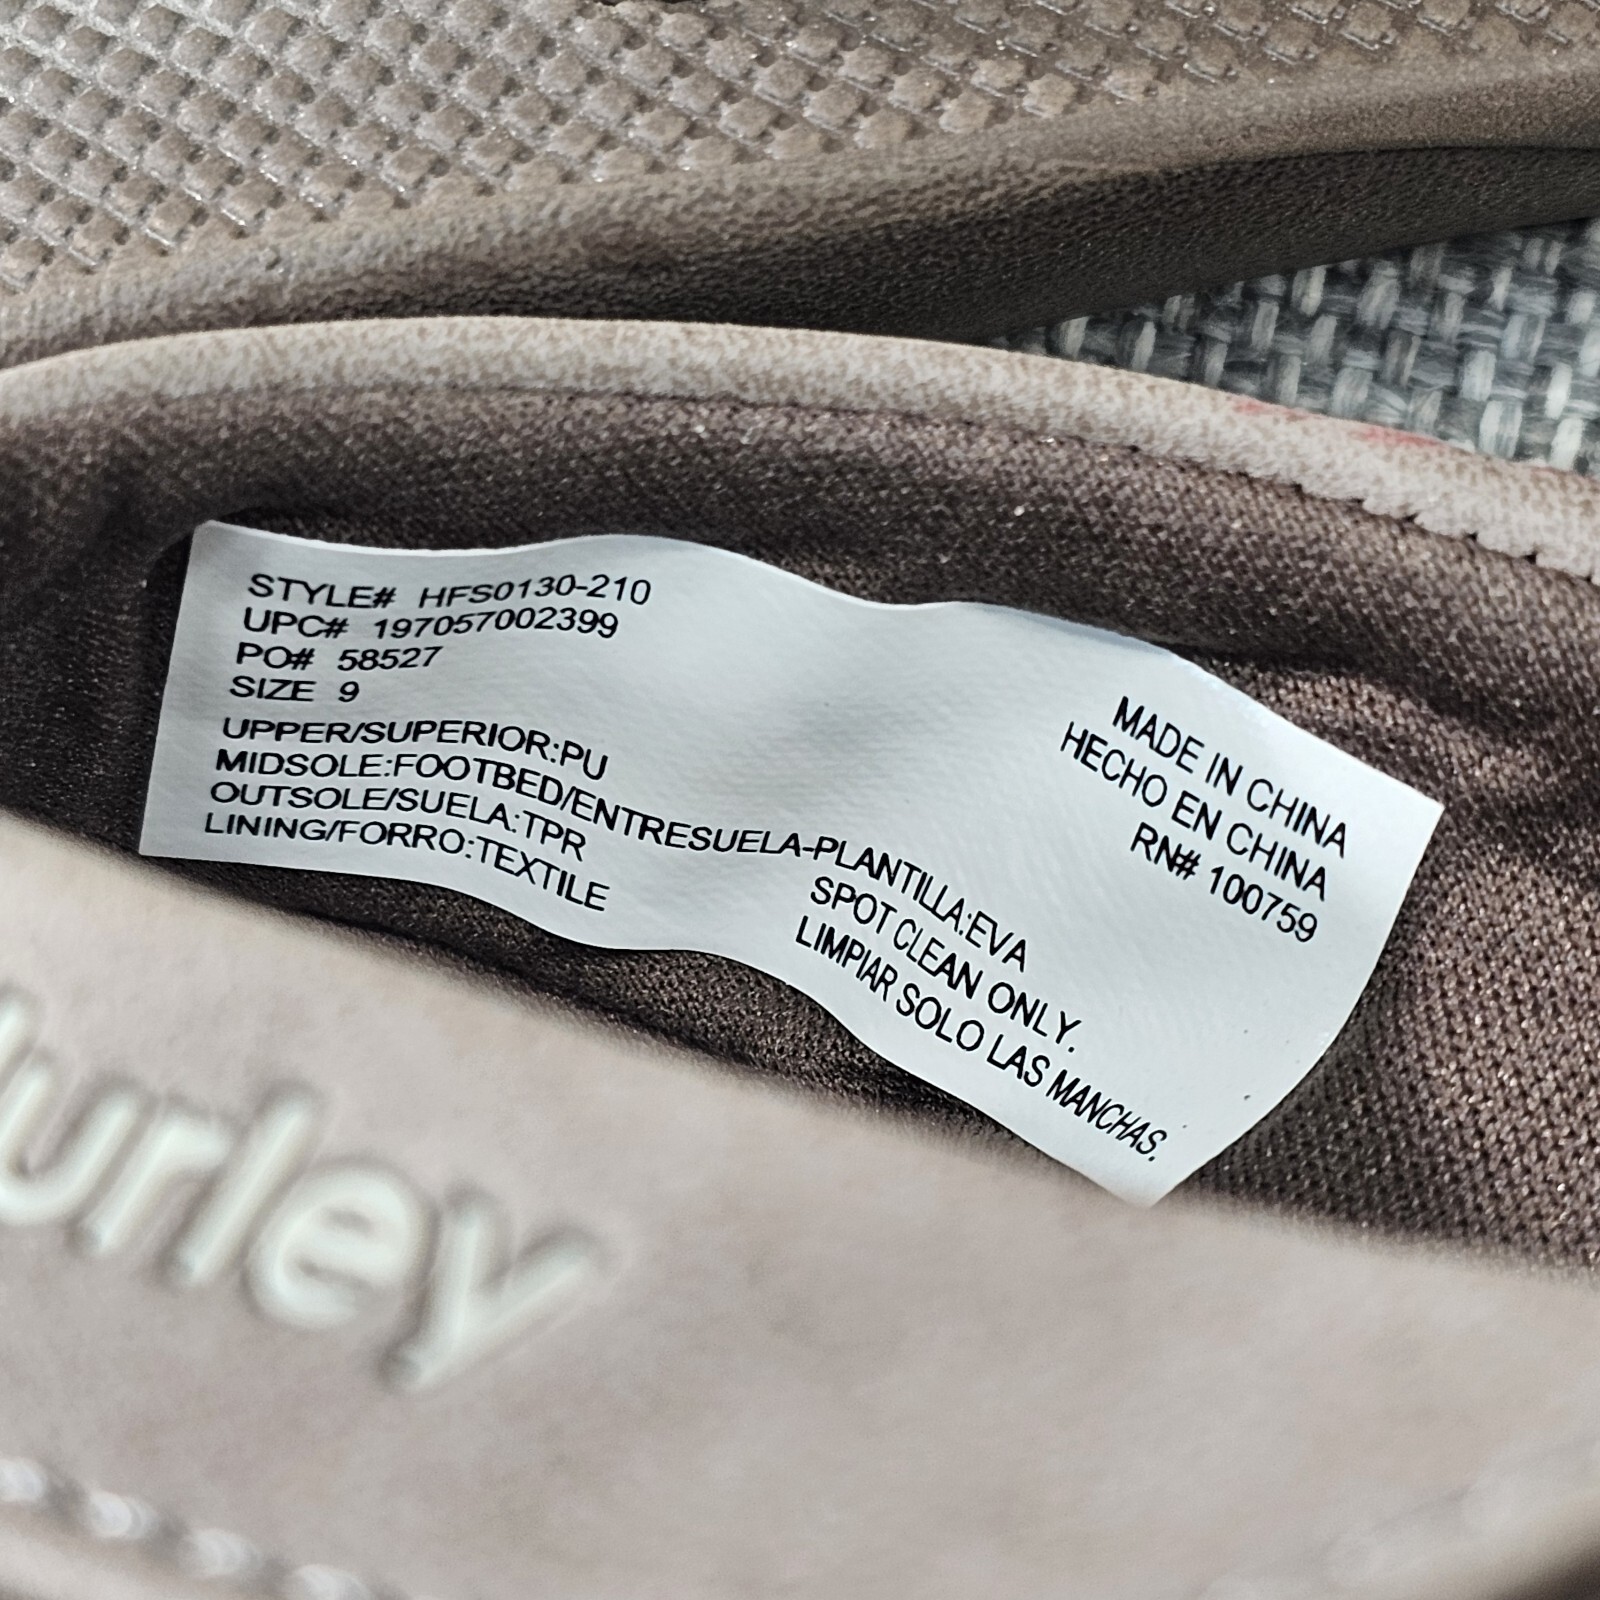 STYLE# HFS0130-210
UPC# 197057002399
PO# 58527
SIZE 9
UPPER/SUPERIOR:PU
MIDSOLE:FOOTBED/ENTRESUELA-PLANTILLA:EVA
OUTSOLE/SUELA:TPR
LINING/FORRO:TEXTILE
SPOT CLEAN ONLY.
LIMPIAR SOLO LAS MANCHAS.
MADE IN CHINA
HECHO EN CHINA
RN# 100759
Hurley